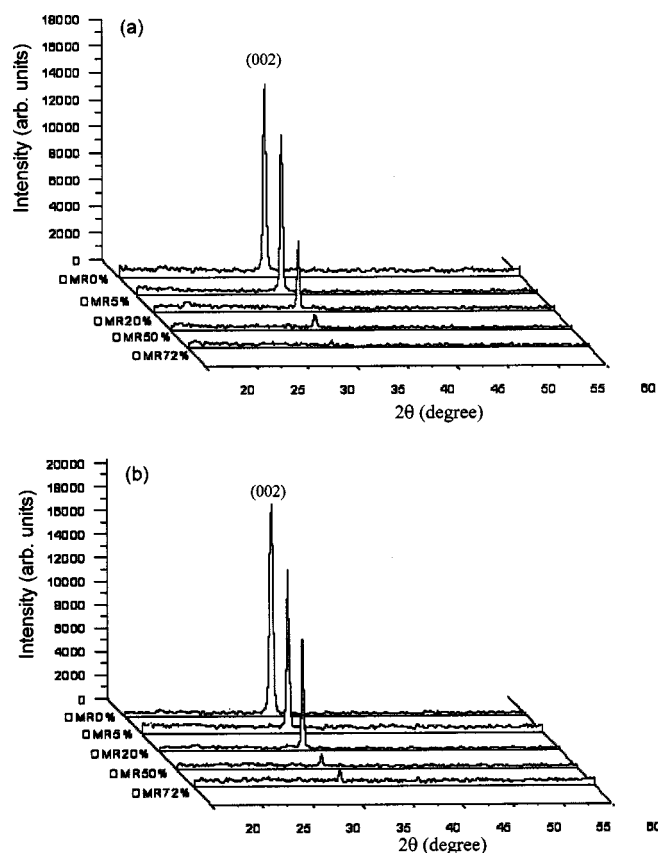 (a)
Intensity (arb. units)
18000
16000
14000
12000
10000
8000
6000
4000
2000
0
(002)
OMR0%
OMR5%
OMR20%
OMR50%
OMR72%
20 25 30 35 40 45 50 55 60
2θ (degree)
(b)
Intensity (arb. units)
20000
18000
16000
14000
12000
10000
8000
6000
4000
2000
0
(002)
OMR0%
OMR5%
OMR20%
OMR50%
OMR72%
20 25 30 35 40 45 50 55 60
2θ (degree)